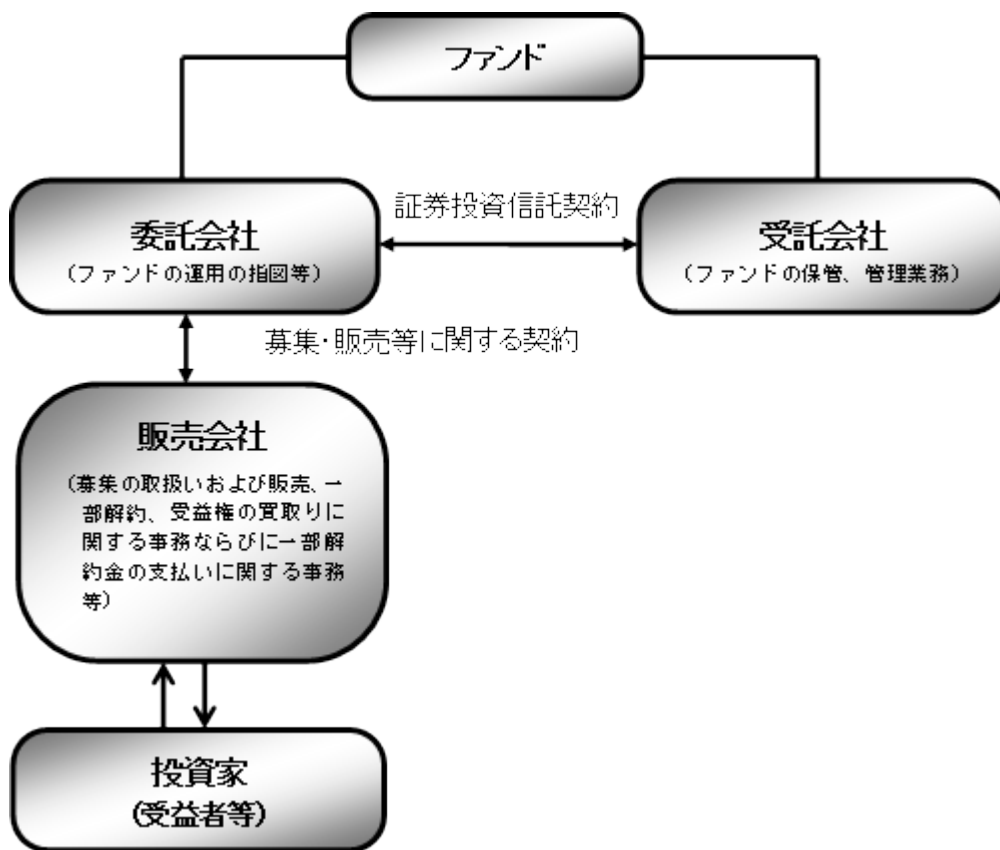 ファンド
証券投資信託契約
委託会社
(ファンドの運用の指図等)
受託会社
(ファンドの保管、管理業務)
募集・販売等に関する契約
販売会社
(募集の取扱いおよび販売、一
部解約、受益権の買取りに
関する事務ならびに一部解
約金の支払いに関する事務
等)
投資家
(受益者等)